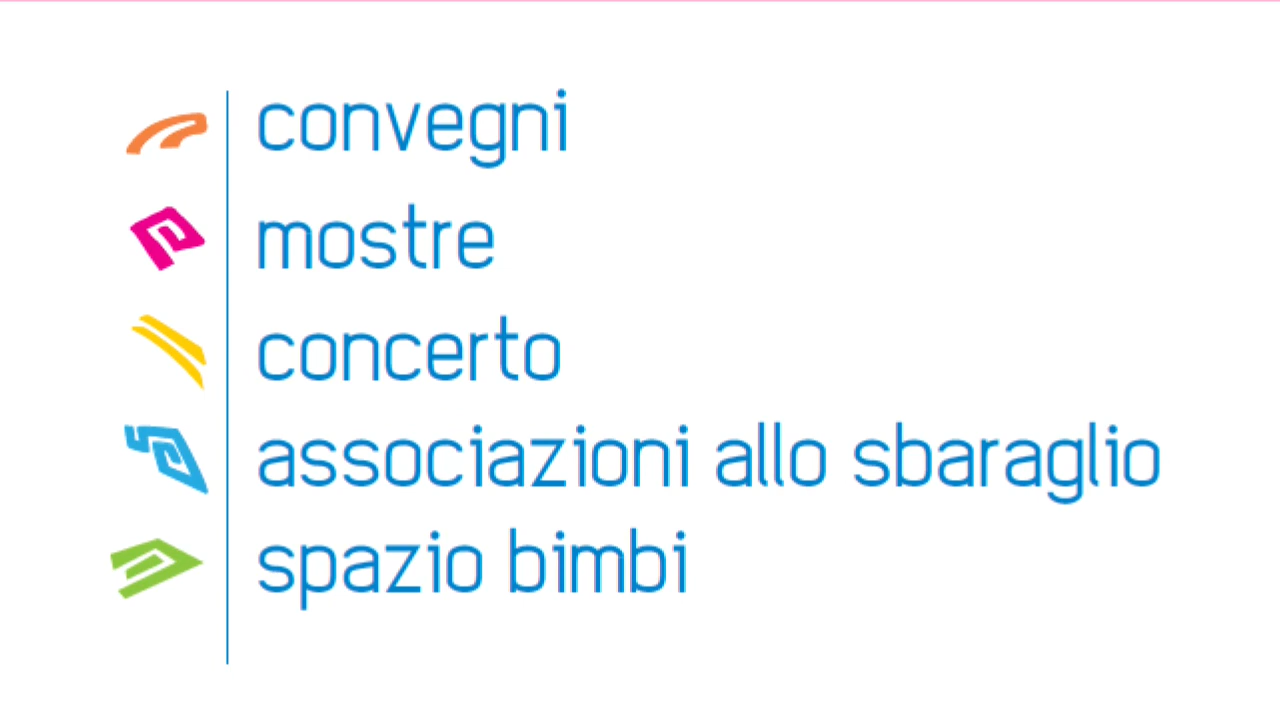 convegni
mostre
concerto
associazioni allo sbaraglio
spazio bimbi